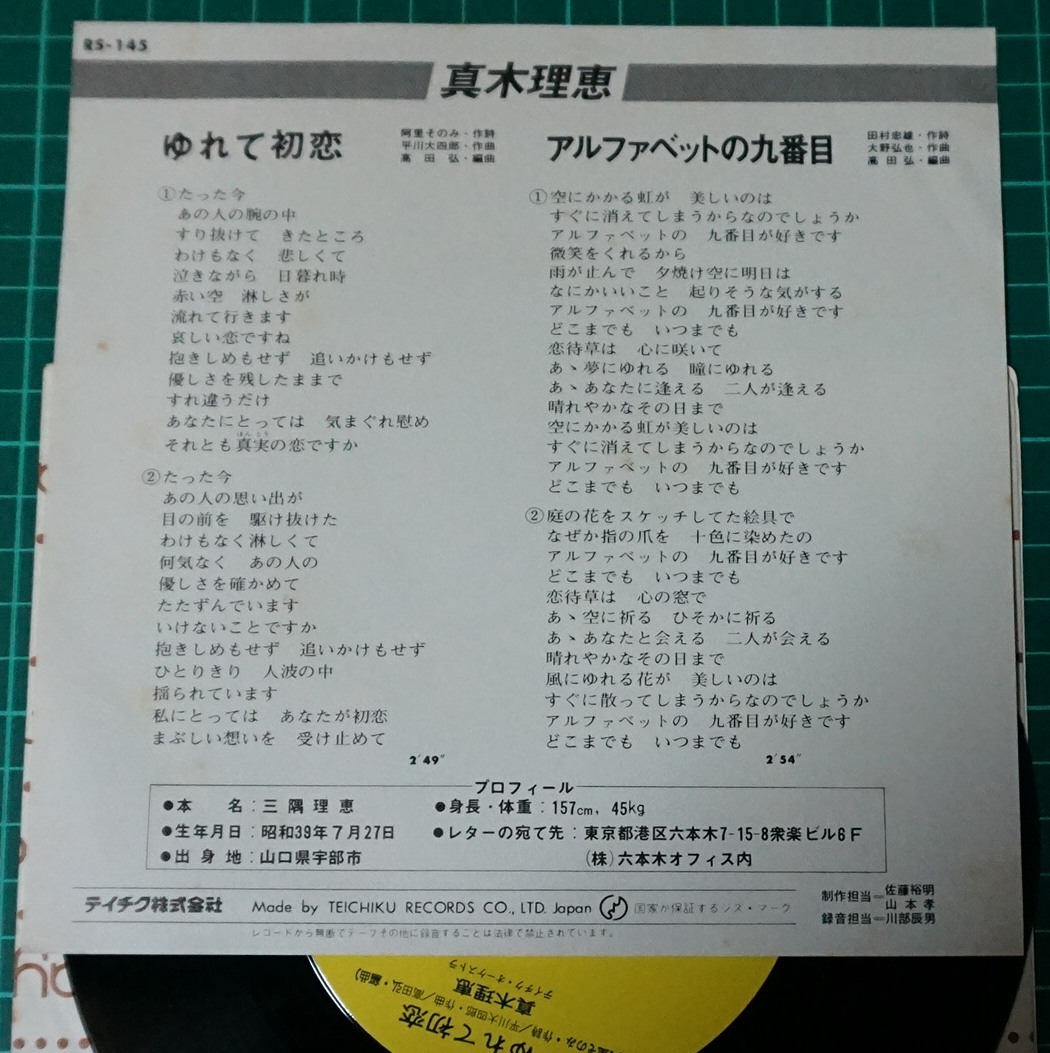 RS-145
真木理恵
ゆれて初恋
阿里そのみ・作詩
平川大四郎・作曲
高田 弘・編曲
①たった今
あの人の腕の中
すり抜けて きたところ
わけもなく 悲しくて
泣きながら 日暮れ時
赤い空 淋しさが
流れて行きます
哀しい恋ですね
抱きしめもせず 追いかけもせず
優しさを残したままで
すれ違うだけ
あなたにとっては 気まぐれ慰め
ほんとう
それとも真実の恋ですか
②たった今
あの人の思い出が
目の前を 駆け抜けた
わけもなく淋しくて
何気なく あの人の
優しさを確かめて
たたずんでいます
いけないことですか
抱きしめもせず 追いかけもせず
ひとりきり 人波の中
揺られています
私にとっては あなたが初恋
まぶしい想いを 受け止めて
2′49″
アルファベットの九番目
田村忠雄・作詩
大野弘也・作曲
高田 弘・編曲
①空にかかる虹が 美しいのは
すぐに消えてしまうからなのでしょうか
アルファベットの 九番目が好きです
微笑をくれるから
雨が止んで 夕焼け空に明日は
なにかいいこと 起りそうな気がする
アルファベットの 九番目が好きです
どこまでも いつまでも
恋待草は 心に咲いて
あゝ夢にゆれる 瞳にゆれる
あゝあなたに逢える 二人が逢える
晴れやかなその日まで
空にかかる虹が美しいのは
すぐに消えてしまうからなのでしょうか
アルファベットの 九番目が好きです
どこまでも いつまでも
②庭の花をスケッチしてた絵具で
なぜか指の爪を 十色に染めたの
アルファベットの 九番目が好きです
どこまでも いつまでも
恋待草は 心の窓で
あゝ空に祈る ひそかに祈る
あゝあなたと会える 二人が会える
晴れやかなその日まで
風にゆれる花が 美しいのは
すぐに散ってしまうからなのでしょうか
アルファベットの 九番目が好きです
どこまでも いつまでも
2′54″
プロフィール
●本 名:三隅理恵
●生年月日:昭和39年7月27日
●出身地:山口県宇部市
●身長・体重:157cm, 45kg
●レターの宛て先:東京都港区六本木7-15-8衆楽ビル6F
(株)六本木オフィス内
テイチク株式会社 Made by TEICHIKU RECORDS CO., LTD. Japan 国家が保証するジス・マーク
レコードから無断でテープその他に録音することは法律で禁止されています。
制作担当=佐藤裕明
山本 孝
録音担当=川部辰男
ゆれて初恋
そのみ・作詩/平川大四郎・作曲/高田弘・編曲)
真木理恵
テイチク・オーケストラ